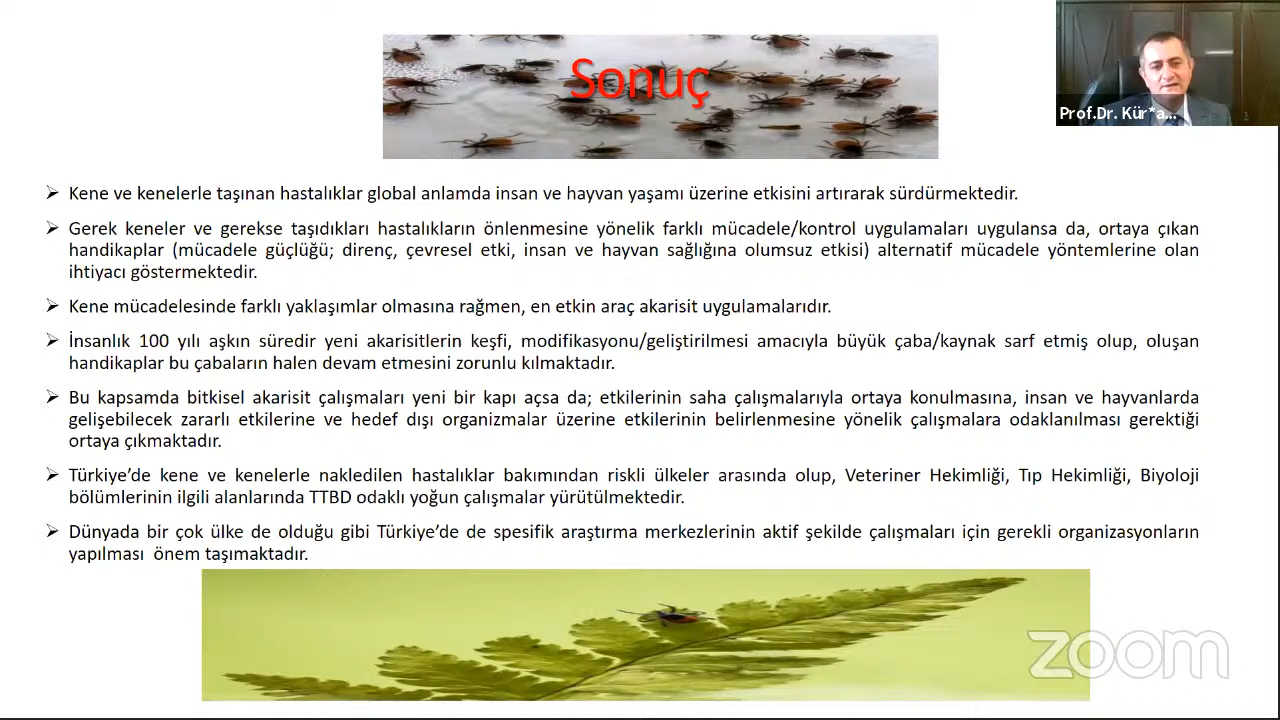 Sonuç
Prof.Dr. Kür*a...
➢ Kene ve kenelerle taşınan hastalıklar global anlamda insan ve hayvan yaşamı üzerine etkisini artırarak sürdürmektedir.
➢ Gerek keneler ve gerekse taşıdıkları hastalıkların önlenmesine yönelik farklı mücadele/kontrol uygulamaları uygulansa da, ortaya çıkan
handikaplar (mücadele güçlüğü; direnç, çevresel etki, insan ve hayvan sağlığına olumsuz etkisi) alternatif mücadele yöntemlerine olan
ihtiyacı göstermektedir.
➢ Kene mücadelesinde farklı yaklaşımlar olmasına rağmen, en etkin araç akarisit uygulamalarıdır.
➢ İnsanlık 100 yılı aşkın süredir yeni akarisitlerin keşfi, modifikasyonu/geliştirilmesi amacıyla büyük çaba/kaynak sarf etmiş olup, oluşan
handikaplar bu çabaların halen devam etmesini zorunlu kılmaktadır.
➢ Bu kapsamda bitkisel akarisit çalışmaları yeni bir kapı açsa da; etkilerinin saha çalışmalarıyla ortaya konulmasına, insan ve hayvanlarda
gelişebilecek zararlı etkilerine ve hedef dışı organizmalar üzerine etkilerinin belirlenmesine yönelik çalışmalara odaklanılması gerektiği
ortaya çıkmaktadır.
➢ Türkiye’de kene ve kenelerle nakledilen hastalıklar bakımından riskli ülkeler arasında olup, Veteriner Hekimliği, Tıp Hekimliği, Biyoloji
bölümlerinin ilgili alanlarında TTBD odaklı yoğun çalışmalar yürütülmektedir.
➢ Dünyada bir çok ülke de olduğu gibi Türkiye’de de spesifik araştırma merkezlerinin aktif şekilde çalışmaları için gerekli organizasyonların
yapılması  önem taşımaktadır.
zoom